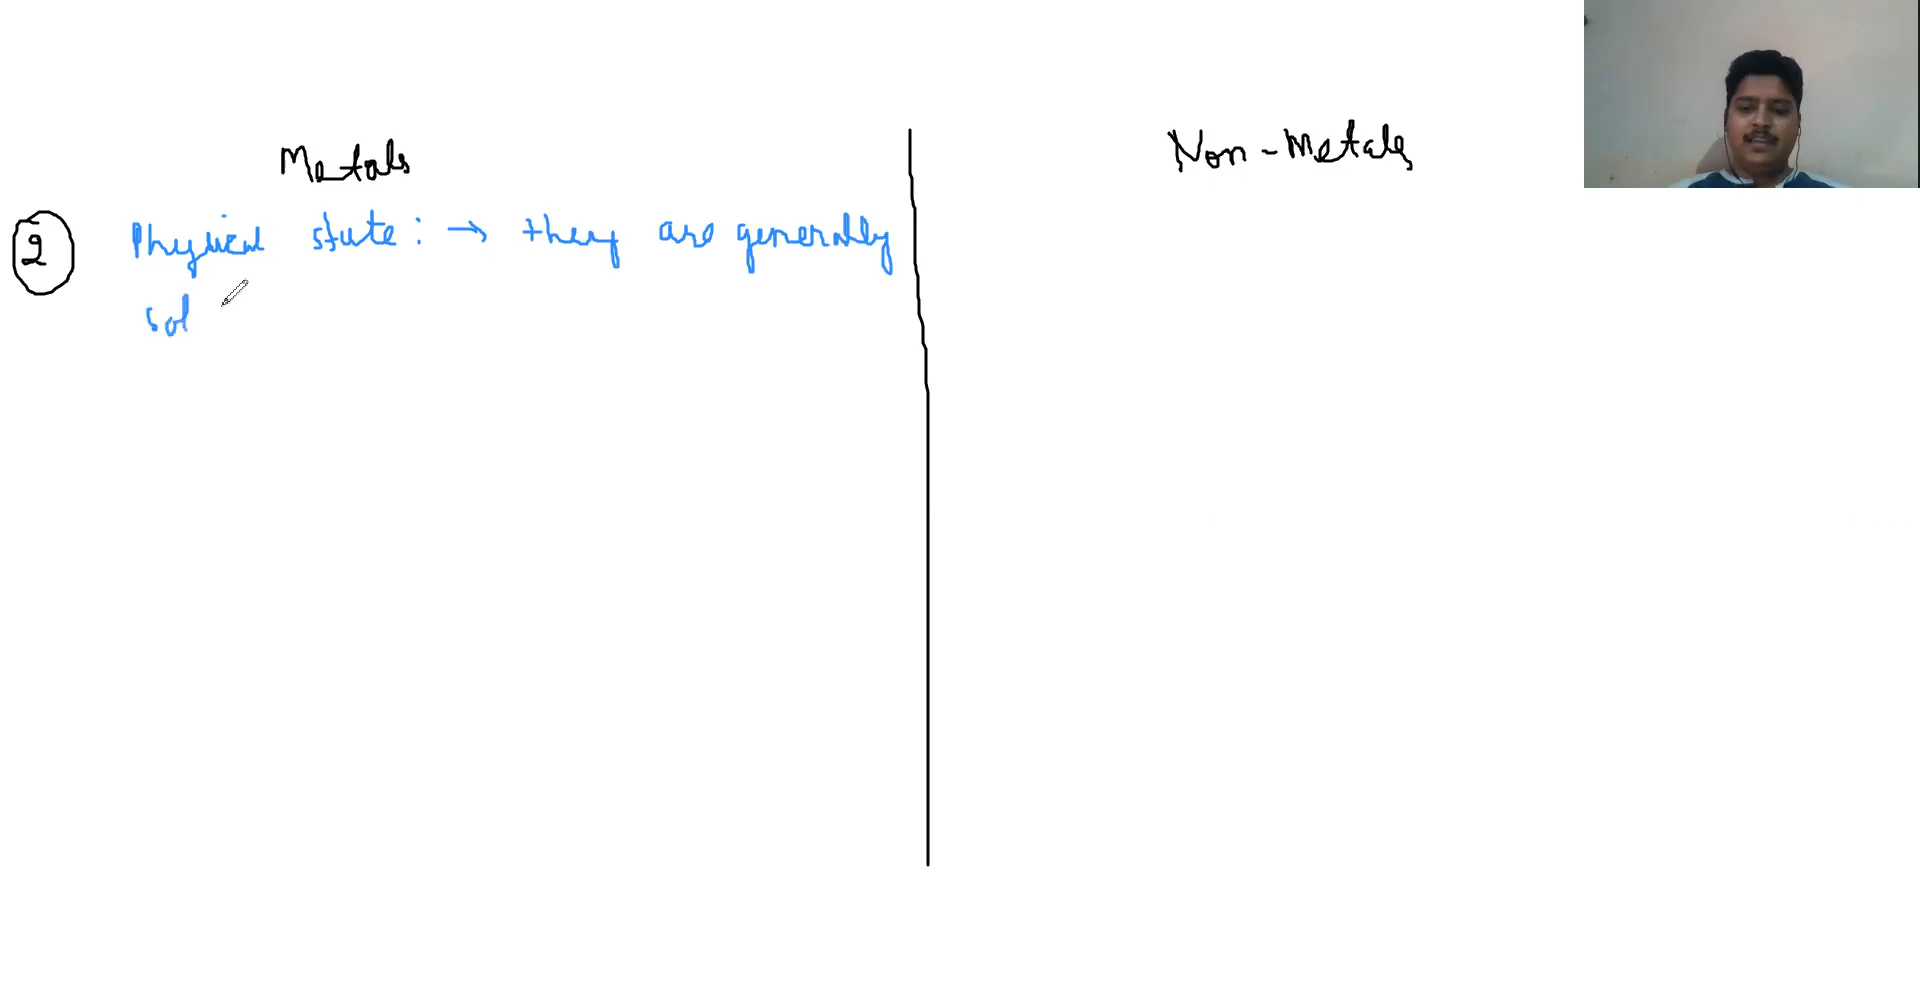 Metals
Non-Metals
2 Physical state: → they are generally
sol